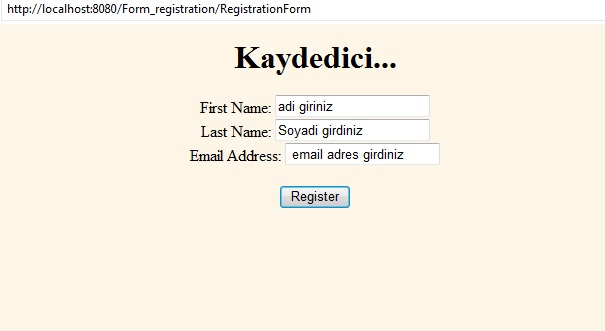 http://localhost:8080/Form_registration/RegistrationForm
Kaydedici...
First Name: adi giriniz
Last Name: Soyadi girdiniz
Email Address: email adres girdiniz
Register